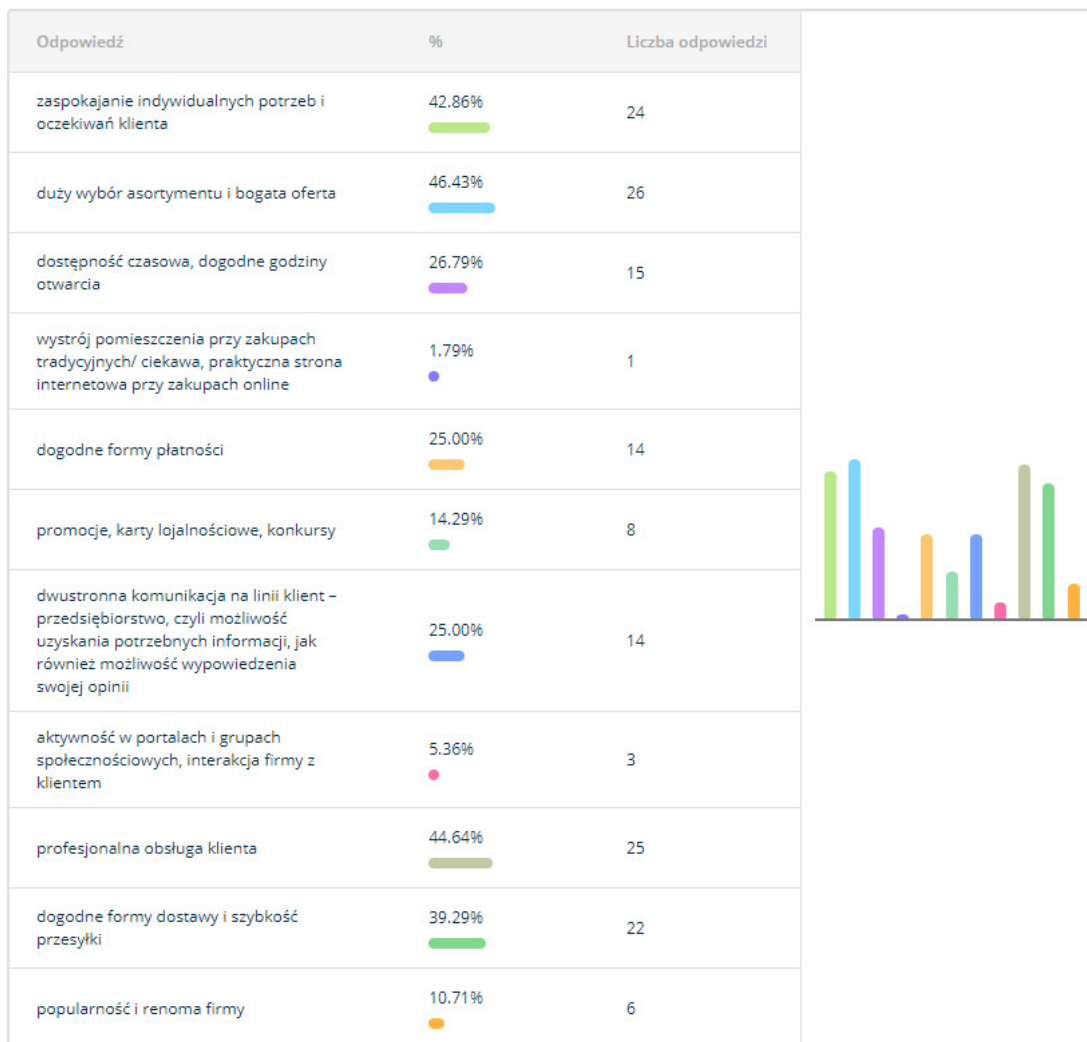 Odpowiedź % Liczba odpowiedzi
zaspokajanie indywidualnych potrzeb i
oczekiwań klienta
42.86%
24
duży wybór asortymentu i bogata oferta
46.43%
26
dostępność czasowa, dogodne godziny
otwarcia
26.79%
15
wystrój pomieszczenia przy zakupach
tradycyjnych/ ciekawa, praktyczna strona
internetowa przy zakupach online
1.79%
1
dogodne formy płatności
25.00%
14
promocje, karty lojalnościowe, konkursy
14.29%
8
dwustronna komunikacja na linii klient –
przedsiębiorstwo, czyli możliwość
uzyskania potrzebnych informacji, jak
również możliwość wypowiedzenia
swojej opinii
25.00%
14
aktywność w portalach i grupach
społecznościowych, interakcja firmy z
klientem
5.36%
3
profesjonalna obsługa klienta
44.64%
25
dogodne formy dostawy i szybkość
przesyłki
39.29%
22
popularność i renoma firmy
10.71%
6